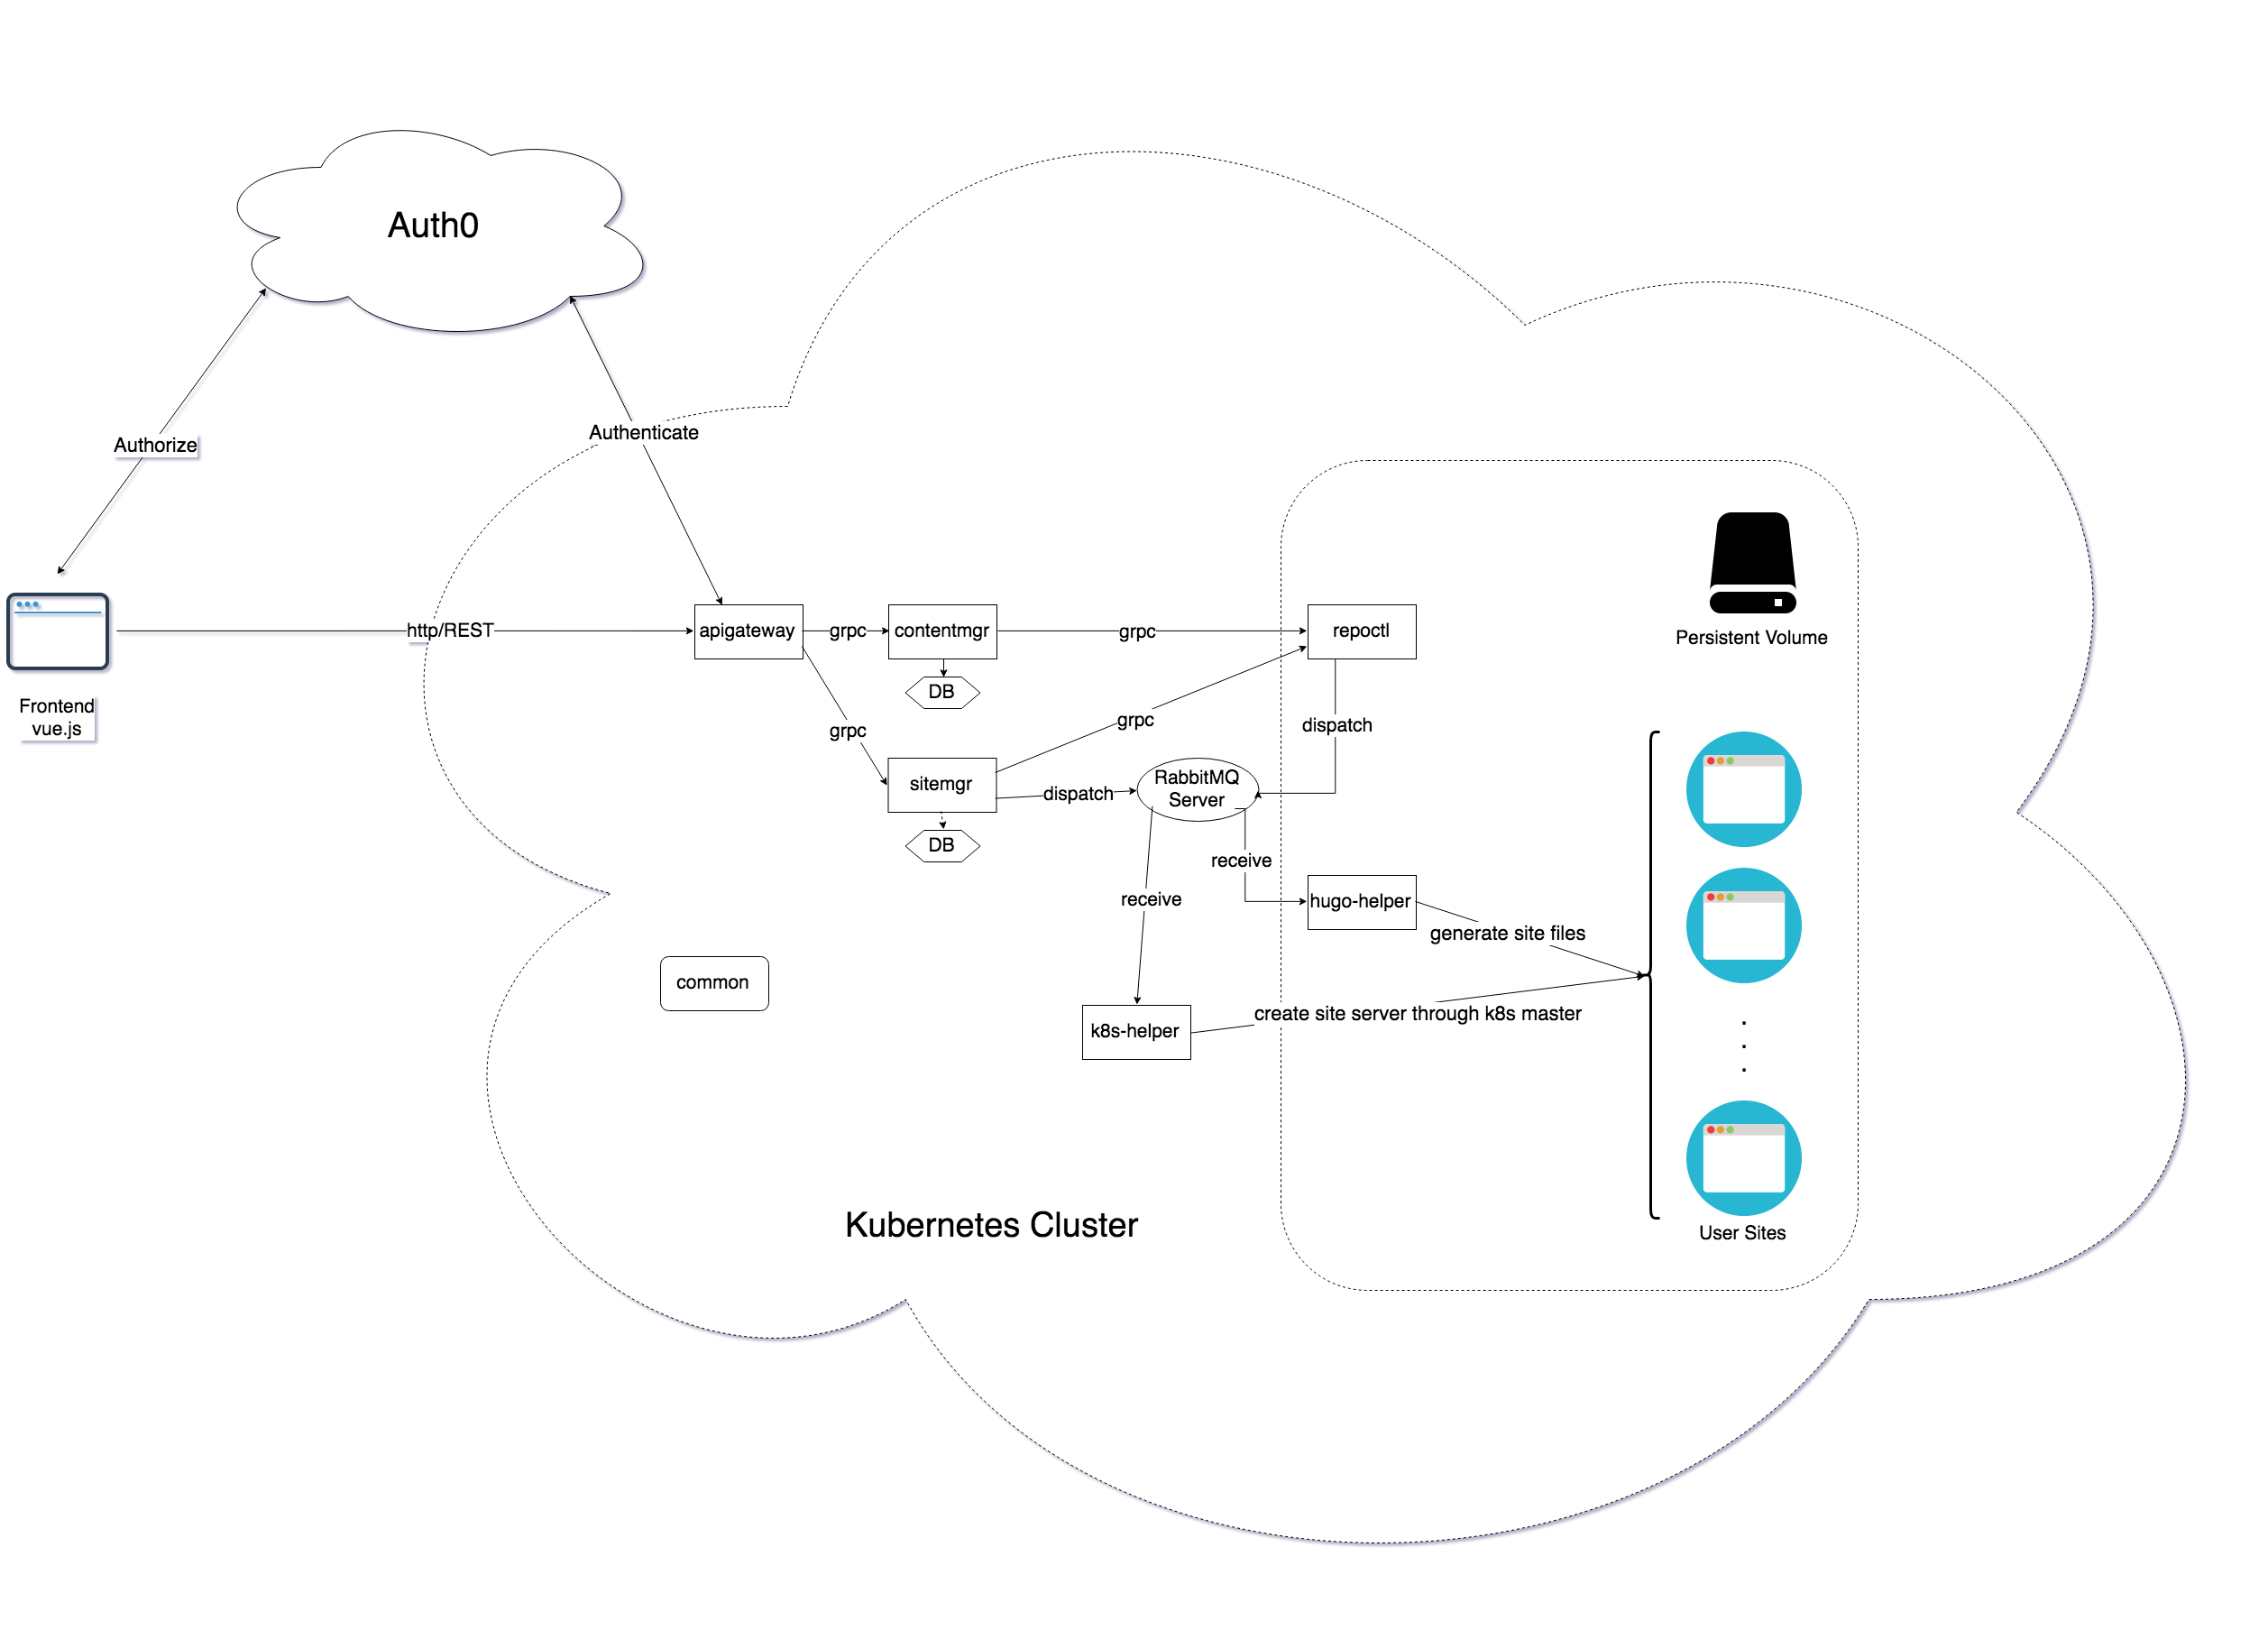 Auth0
Authorize
Authenticate
http/REST
apigateway
grpc
contentmgr
grpc
repoctl
Persistent Volume
Frontend
vue.js
DB
grpc
grpc
dispatch
sitemgr
dispatch
RabbitMQ
Server
DB
receive
receive
hugo-helper
generate site files
common
k8s-helper
create site server through k8s master
.
.
.
Kubernetes Cluster
User Sites